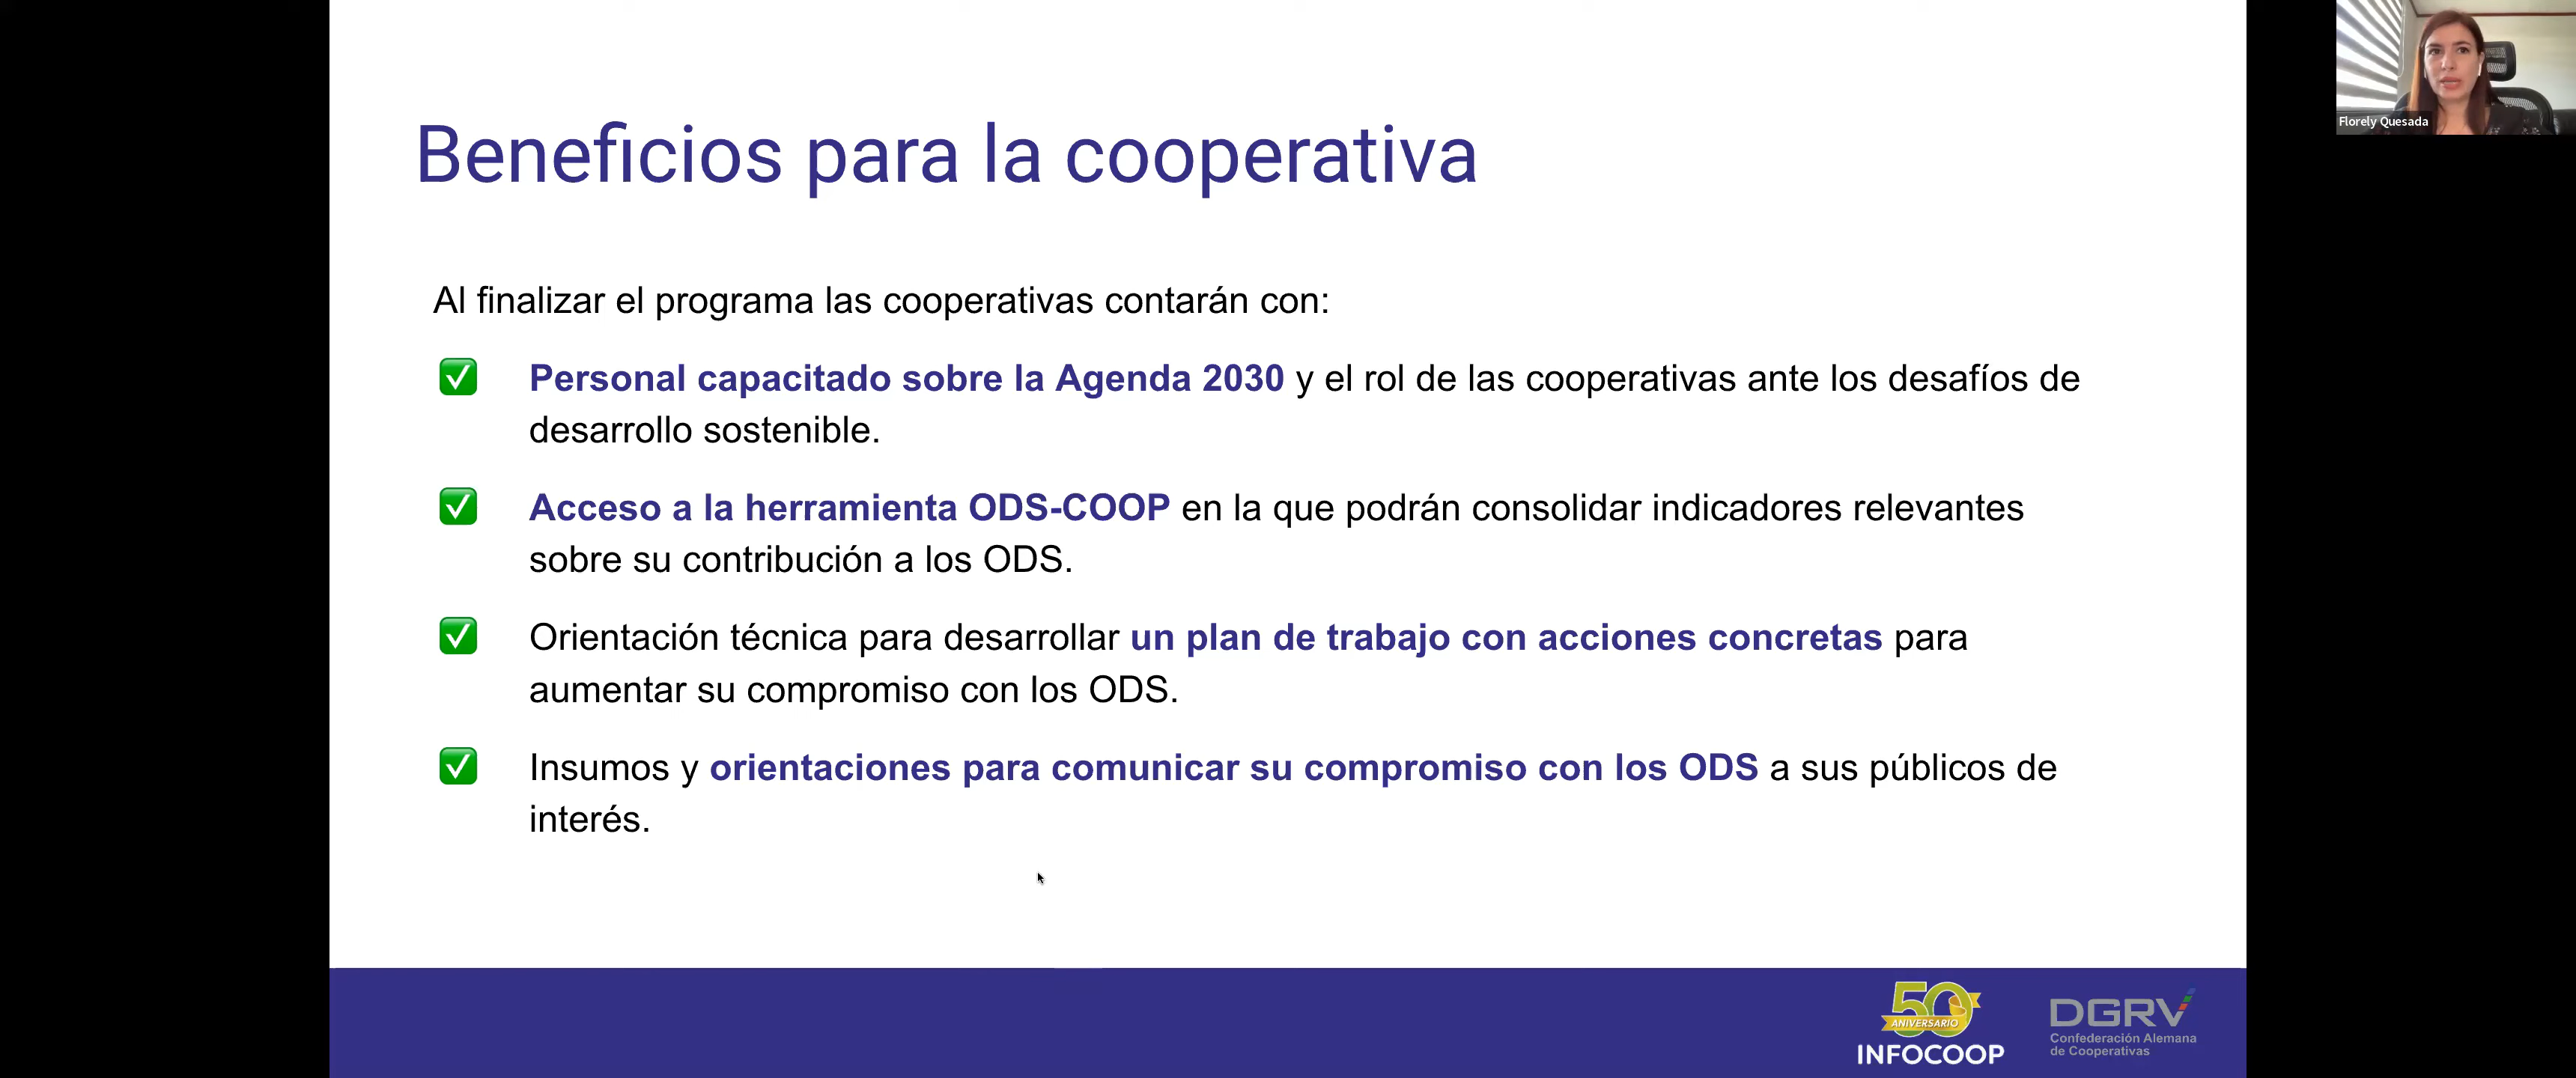 Beneficios para la cooperativa
Florely Quesada
Al finalizar el programa las cooperativas contarán con:
Personal capacitado sobre la Agenda 2030 y el rol de las cooperativas ante los desafíos de
desarrollo sostenible.
Acceso a la herramienta ODS-COOP en la que podrán consolidar indicadores relevantes
sobre su contribución a los ODS.
Orientación técnica para desarrollar un plan de trabajo con acciones concretas para
aumentar su compromiso con los ODS.
Insumos y orientaciones para comunicar su compromiso con los ODS a sus públicos de
interés.
50
ANIVERSARIO
INFOCOOP
DGRV
Confederación Alemana
de Cooperativas